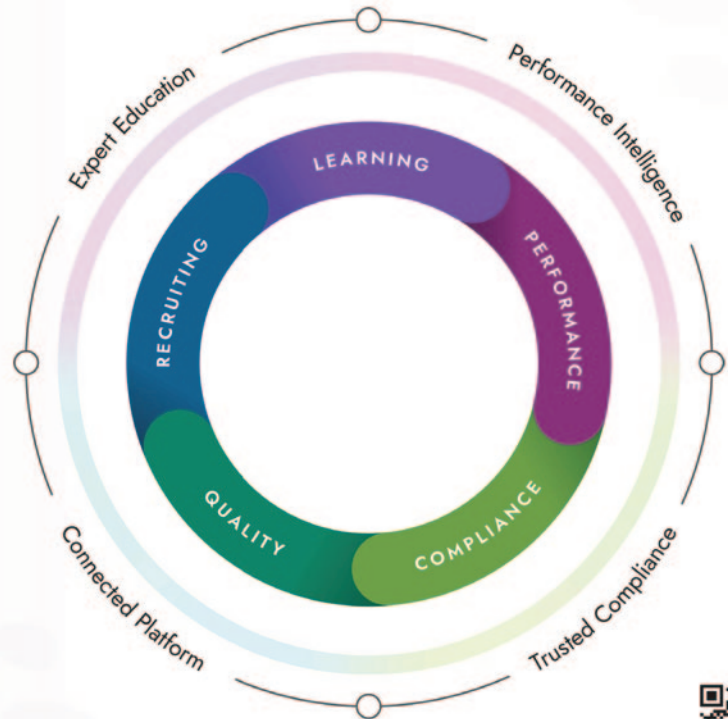 Expert Education
Performance Intelligence
LEARNING
RECRUITING
PERFORMANCE
QUALITY
COMPLIANCE
Connected Platform
Trusted Compliance